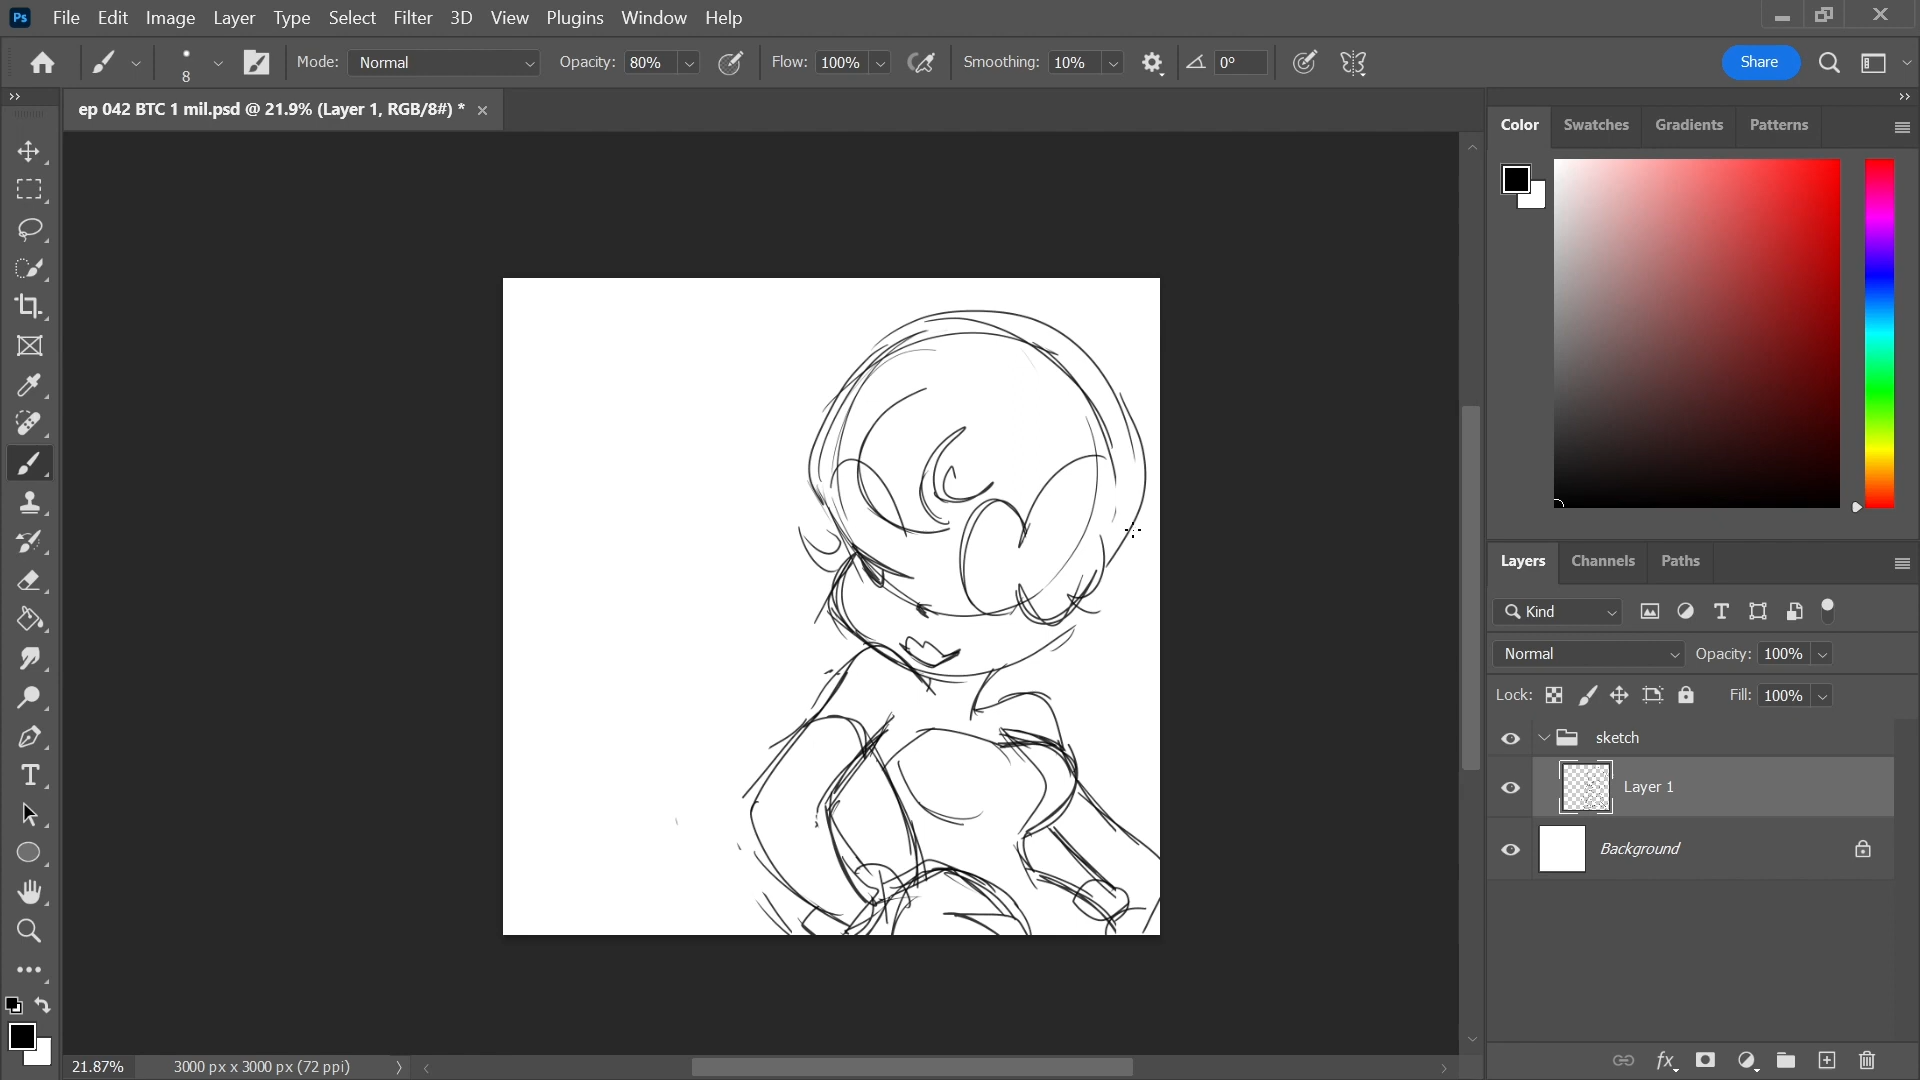 Ps File Edit Image Layer Type Select Filter 3D View Plugins Window Help
8 Mode: Normal Opacity: 80% Flow: 100% Smoothing: 10% 0° Share
ep 042 BTC 1 mil.psd @ 21.9% (Layer 1, RGB/8#) *
Color Swatches Gradients Patterns
Layers Channels Paths
Kind
Normal Opacity: 100%
Lock: Fill: 100%
sketch
Layer 1
Background
21.87% 3000 px x 3000 px (72 ppi)
fx